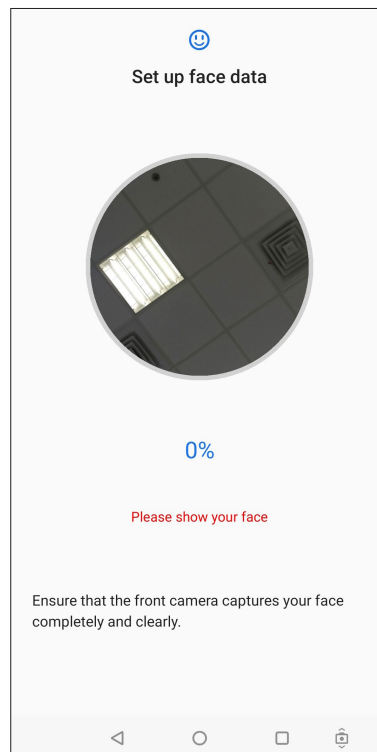 Set up face data
0%
Please show your face
Ensure that the front camera captures your face
completely and clearly.